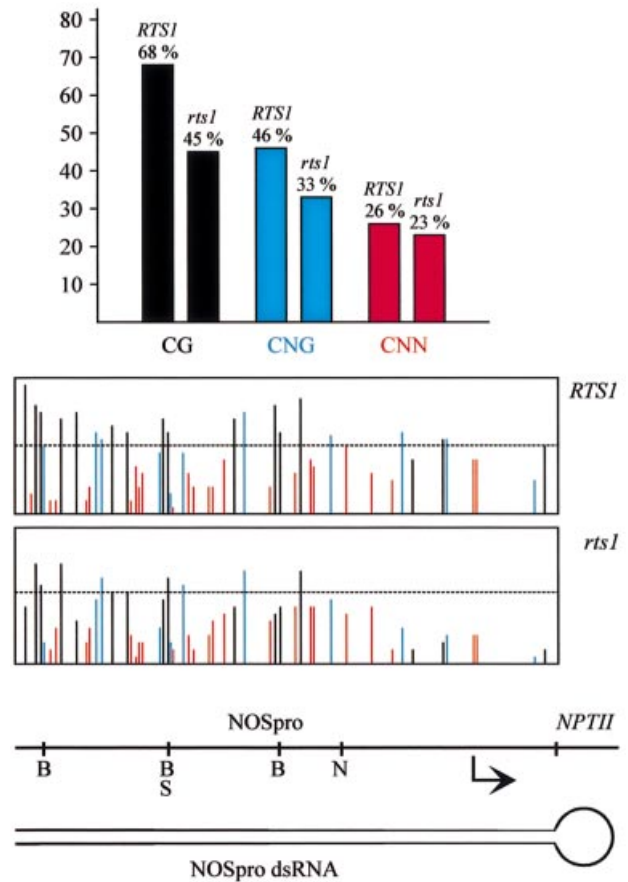 80
70
60
50
40
30
20
10
RTS1
68 %
rts1
45 %
RTS1
46 %
rts1
33 %
RTS1
26 %
rts1
23 %
CG
CNG
CNN
RTS1
rts1
NOSpro
NPTII
B
B
B
N
S
NOSpro dsRNA